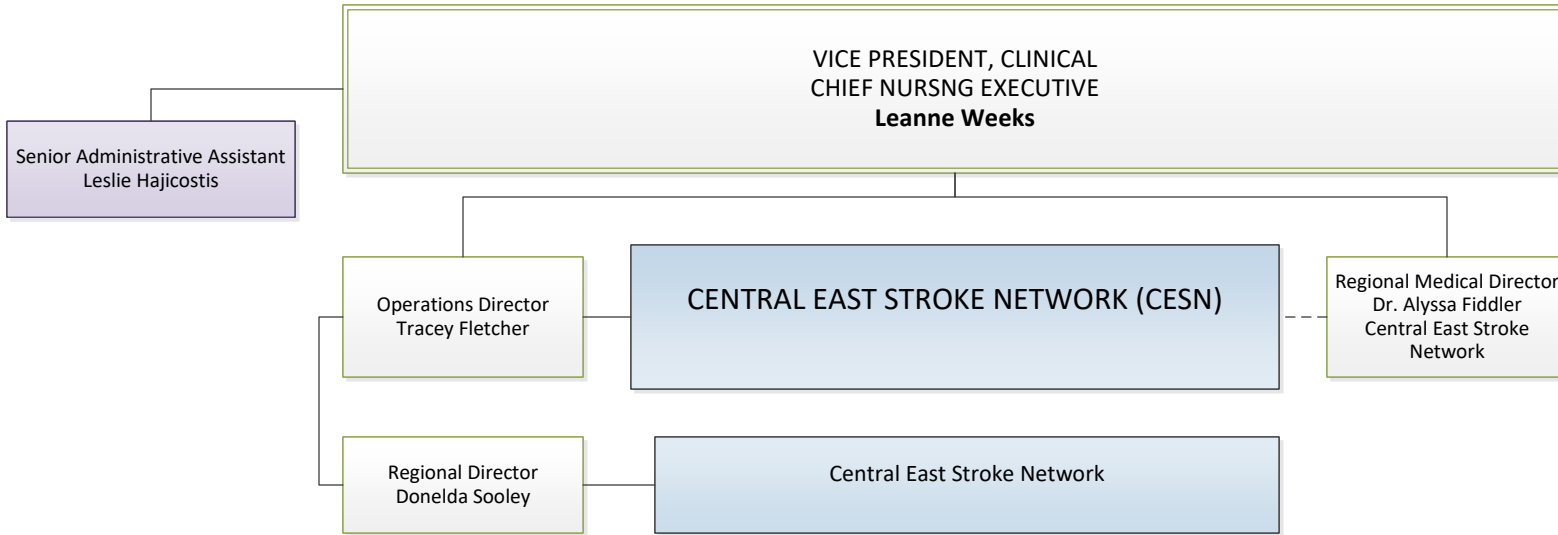 VICE PRESIDENT, CLINICAL
CHIEF NURSNG EXECUTIVE
Leanne Weeks
Senior Administrative Assistant
Leslie Hajicostis
Operations Director
Tracey Fletcher
CENTRAL EAST STROKE NETWORK (CESN)
Regional Medical Director
Dr. Alyssa Fiddler
Central East Stroke
Network
Regional Director
Donelda Sooley
Central East Stroke Network